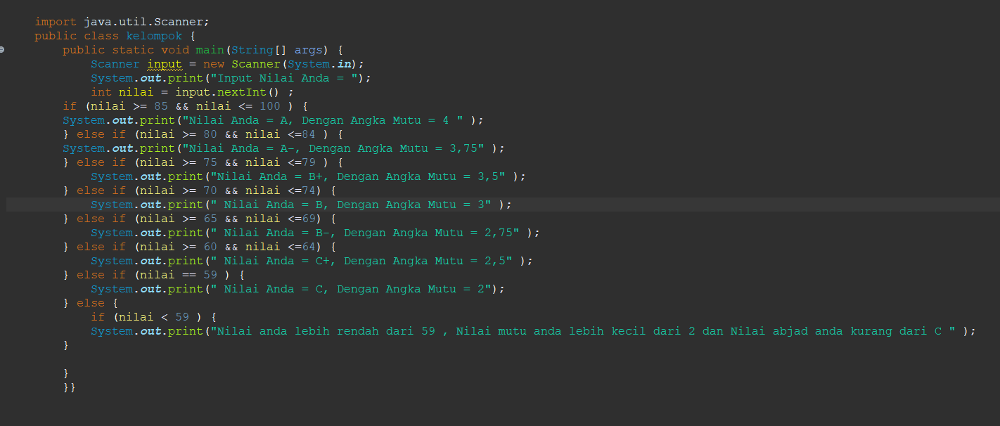 import java.util.Scanner;
public class kelompok {
    public static void main(String[] args) {
        Scanner input = new Scanner(System.in);
        System.out.print("Input Nilai Anda = ");
        int nilai = input.nextInt() ;
    if (nilai >= 85 && nilai <= 100 ) {
    System.out.print("Nilai Anda = A, Dengan Angka Mutu = 4 " );
    } else if (nilai >= 80 && nilai <=84 ) {
    System.out.print("Nilai Anda = A-, Dengan Angka Mutu = 3,75" );
    } else if (nilai >= 75 && nilai <=79 ) {
        System.out.print("Nilai Anda = B+, Dengan Angka Mutu = 3,5" );
    } else if (nilai >= 70 && nilai <=74) {
        System.out.print(" Nilai Anda = B, Dengan Angka Mutu = 3" );
    } else if (nilai >= 65 && nilai <=69) {
        System.out.print(" Nilai Anda = B-, Dengan Angka Mutu = 2,75" );
    } else if (nilai >= 60 && nilai <=64) {
        System.out.print(" Nilai Anda = C+, Dengan Angka Mutu = 2,5" );
    } else if (nilai == 59 ) {
        System.out.print(" Nilai Anda = C, Dengan Angka Mutu = 2");
    } else {
        if (nilai < 59 ) {
        System.out.print("Nilai anda lebih rendah dari 59 , Nilai mutu anda lebih kecil dari 2 dan Nilai abjad anda kurang dari C " );
    }
    }
    }}